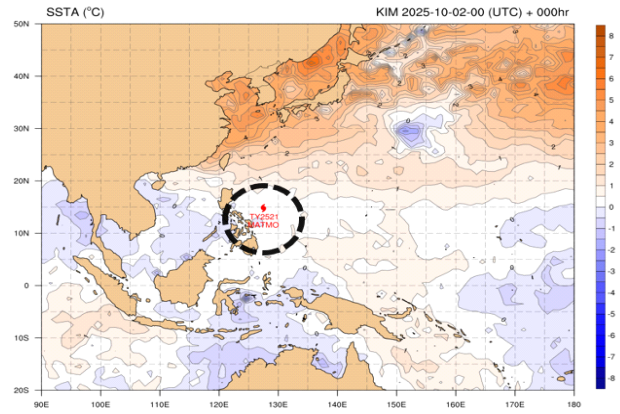 SSTA (°C)
KIM 2025-10-02-00 (UTC) + 000hr
50N
40N
30N
20N
10N
0
10S
20S
90E
100E
110E
120E
130E
140E
150E
160E
170E
180
TY2521
MATMO
8
7
6
5
4
3
2
1
0
-1
-2
-3
-4
-5
-6
-7
-8